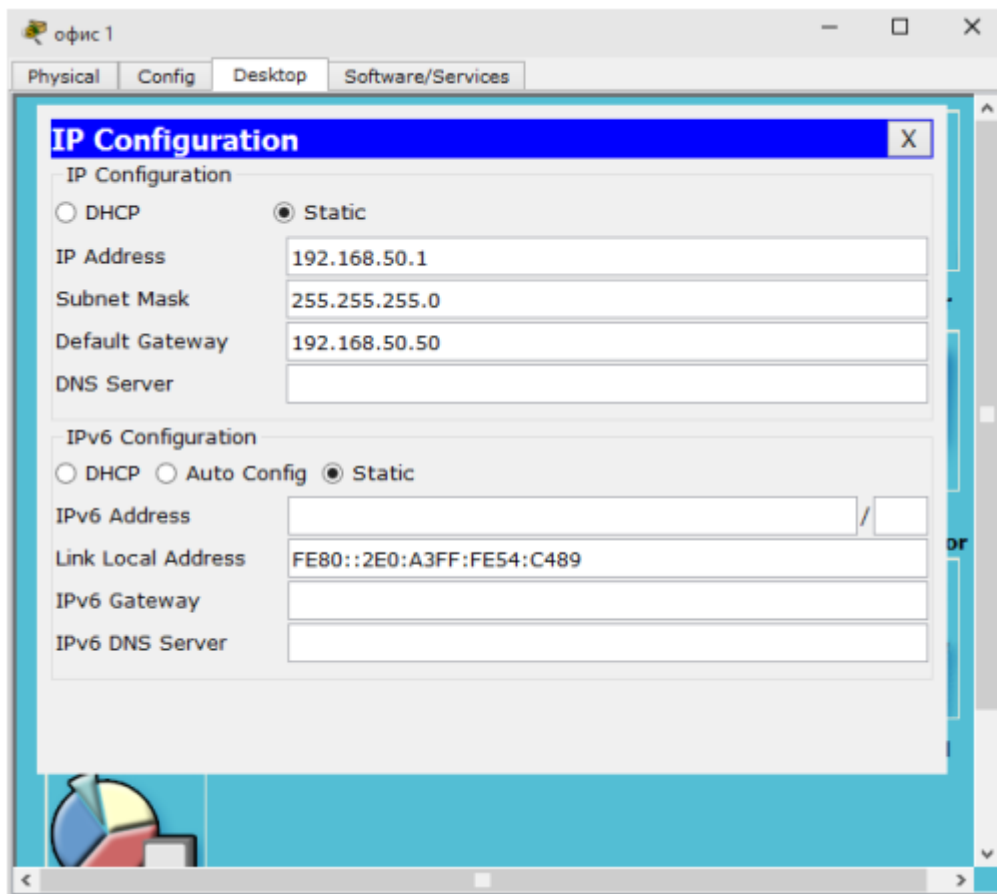 офис 1
Physical Config Desktop Software/Services
IP Configuration X
IP Configuration
DHCP Static
IP Address 192.168.50.1
Subnet Mask 255.255.255.0
Default Gateway 192.168.50.50
DNS Server
IPv6 Configuration
DHCP Auto Config Static
IPv6 Address /
Link Local Address FE80::2E0:A3FF:FE54:C489
or
IPv6 Gateway
IPv6 DNS Server